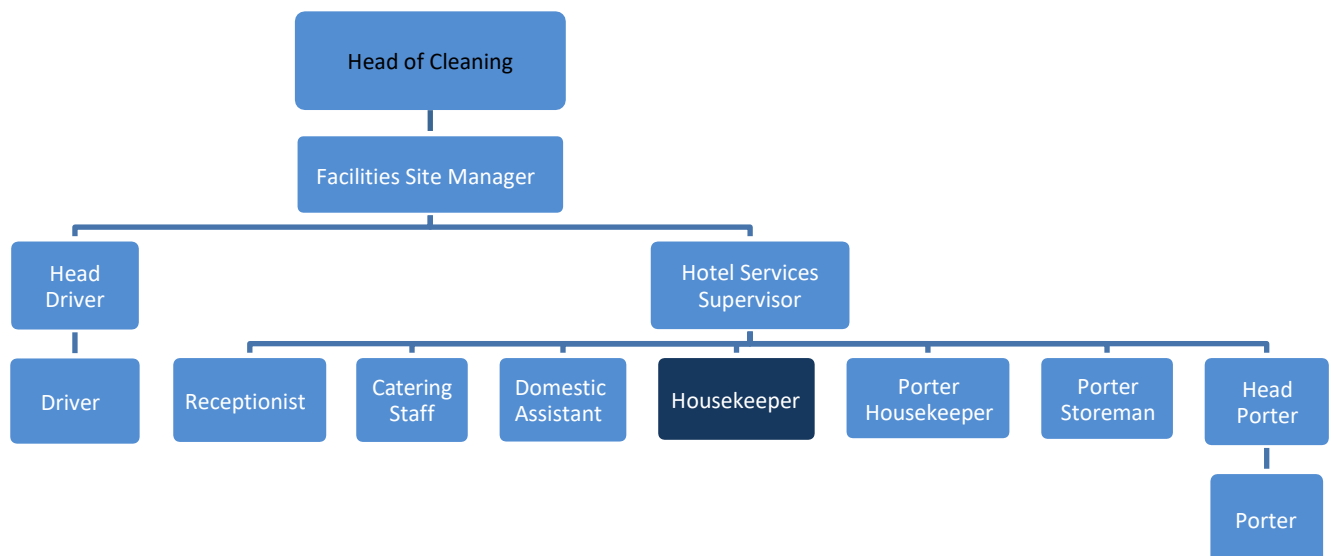 Head of Cleaning
Facilities Site Manager
Head
Driver
Hotel Services
Supervisor
Driver
Receptionist
Catering
Staff
Domestic
Assistant
Housekeeper
Porter
Housekeeper
Porter
Storeman
Head
Porter
Porter